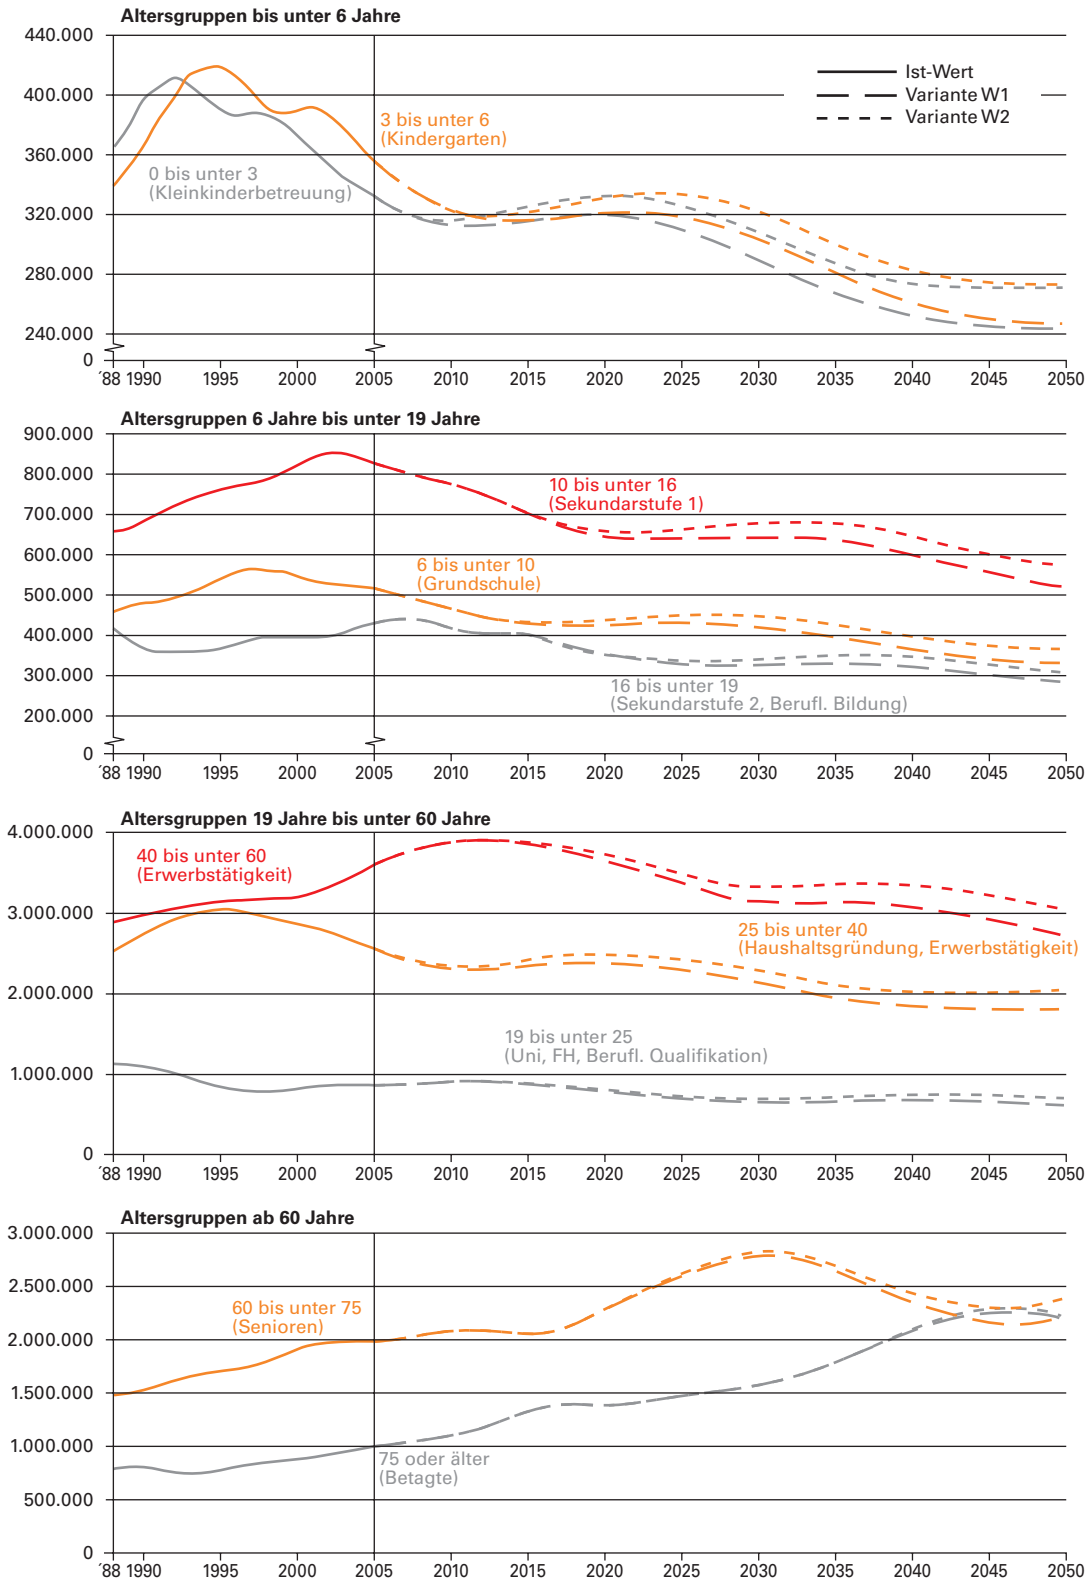 Altersgruppen bis unter 6 Jahre
440.000
400.000
360.000
320.000
280.000
240.000
0
Ist-Wert
Variante W1
Variante W2
3 bis unter 6
(Kindergarten)
0 bis unter 3
(Kleinkinderbetreuung)
´88 1990 1995 2000 2005 2010 2015 2020 2025 2030 2035 2040 2045 2050
Altersgruppen 6 Jahre bis unter 19 Jahre
900.000
800.000
700.000
600.000
500.000
400.000
300.000
200.000
0
10 bis unter 16
(Sekundarstufe 1)
6 bis unter 10
(Grundschule)
16 bis unter 19
(Sekundarstufe 2, Berufl. Bildung)
´88 1990 1995 2000 2005 2010 2015 2020 2025 2030 2035 2040 2045 2050
Altersgruppen 19 Jahre bis unter 60 Jahre
4.000.000
3.000.000
2.000.000
1.000.000
0
40 bis unter 60
(Erwerbstätigkeit)
25 bis unter 40
(Haushaltsgründung, Erwerbstätigkeit)
19 bis unter 25
(Uni, FH, Berufl. Qualifikation)
´88 1990 1995 2000 2005 2010 2015 2020 2025 2030 2035 2040 2045 2050
Altersgruppen ab 60 Jahre
3.000.000
2.500.000
2.000.000
1.500.000
1.000.000
500.000
0
60 bis unter 75
(Senioren)
75 oder älter
(Betagte)
´88 1990 1995 2000 2005 2010 2015 2020 2025 2030 2035 2040 2045 2050